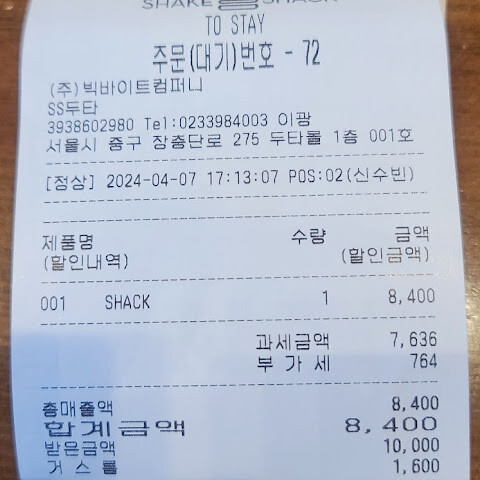 SHAKE SHACK
TO STAY
주문(대기)번호 - 72
(주)빅바이트컴퍼니
SS두타
3938602980 Tel:0233984003 이팡
서울시 중구 장충단로 275 두타몰 1층 001호
[정상] 2024-04-07 17:13:07 POS:02(신수빈)
제품명 수량 금액
(할인내역) (할인금액)
001 SHACK 1 8,400
과세금액 7,636
부 가 세 764
총매출액 8,400
합계금액 8,400
받은금액 10,000
거 스 름 1,600